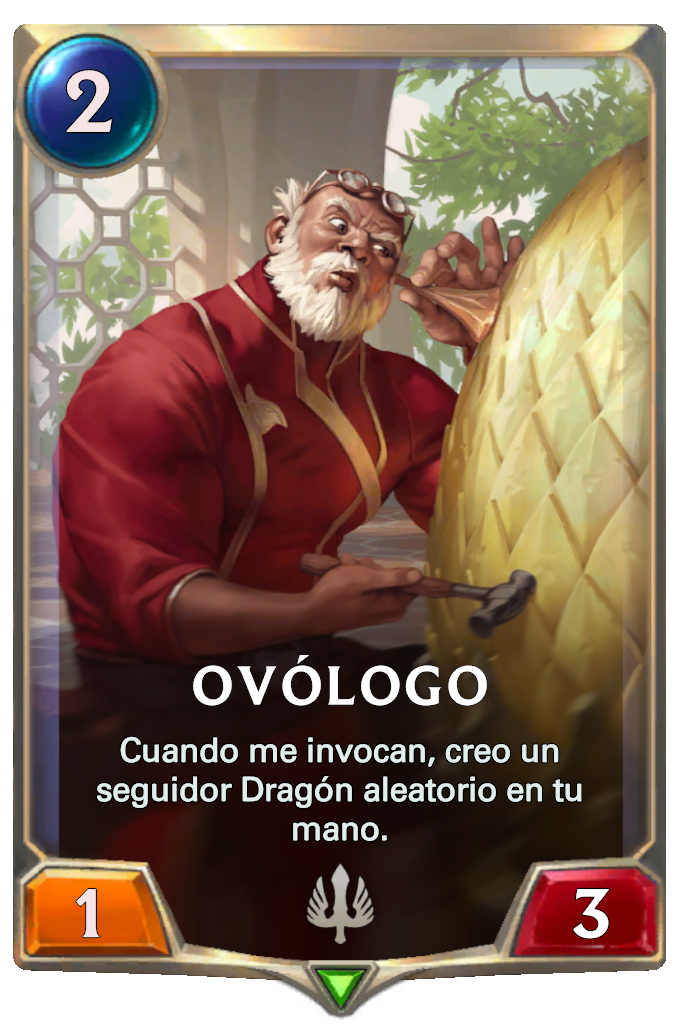 2
OVÓLOGO
Cuando me invocan, creo un
seguidor Dragón aleatorio en tu
mano.
1
3